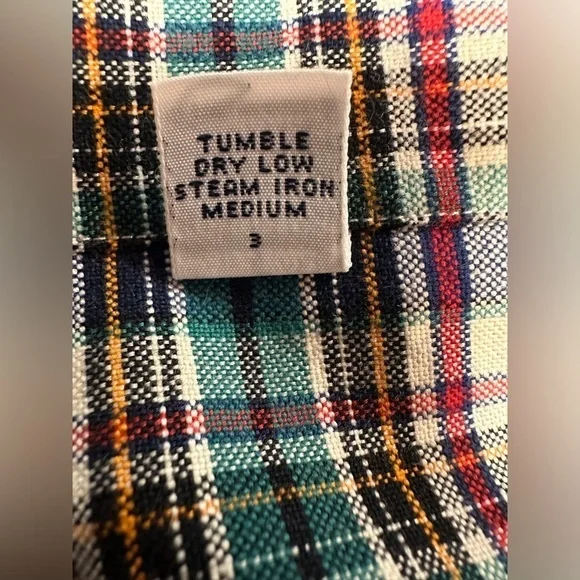 TUMBLE
DRY LOW
STEAM IRON
MEDIUM
3